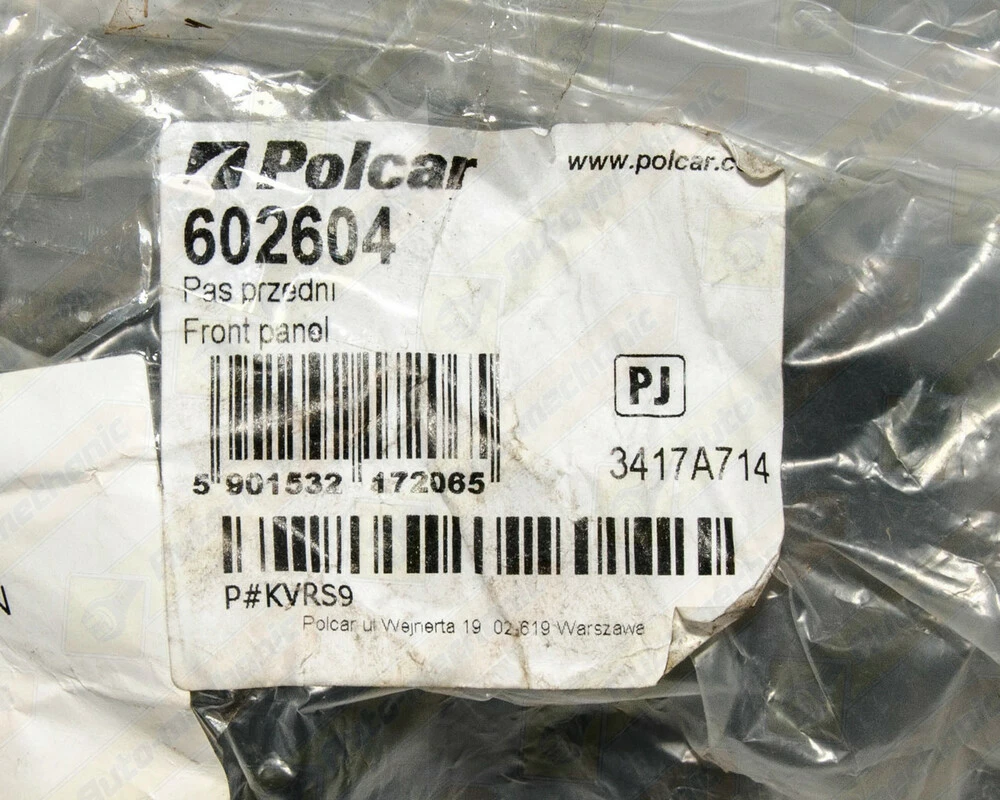 Polcar
www.polcar.c
602604
Pas przedni
Front panel
PJ
3417A714
5 901532 172065
P#KVRS9
Polcar ul Wejnerta 19 02-619 Warszawa
N
automechnic